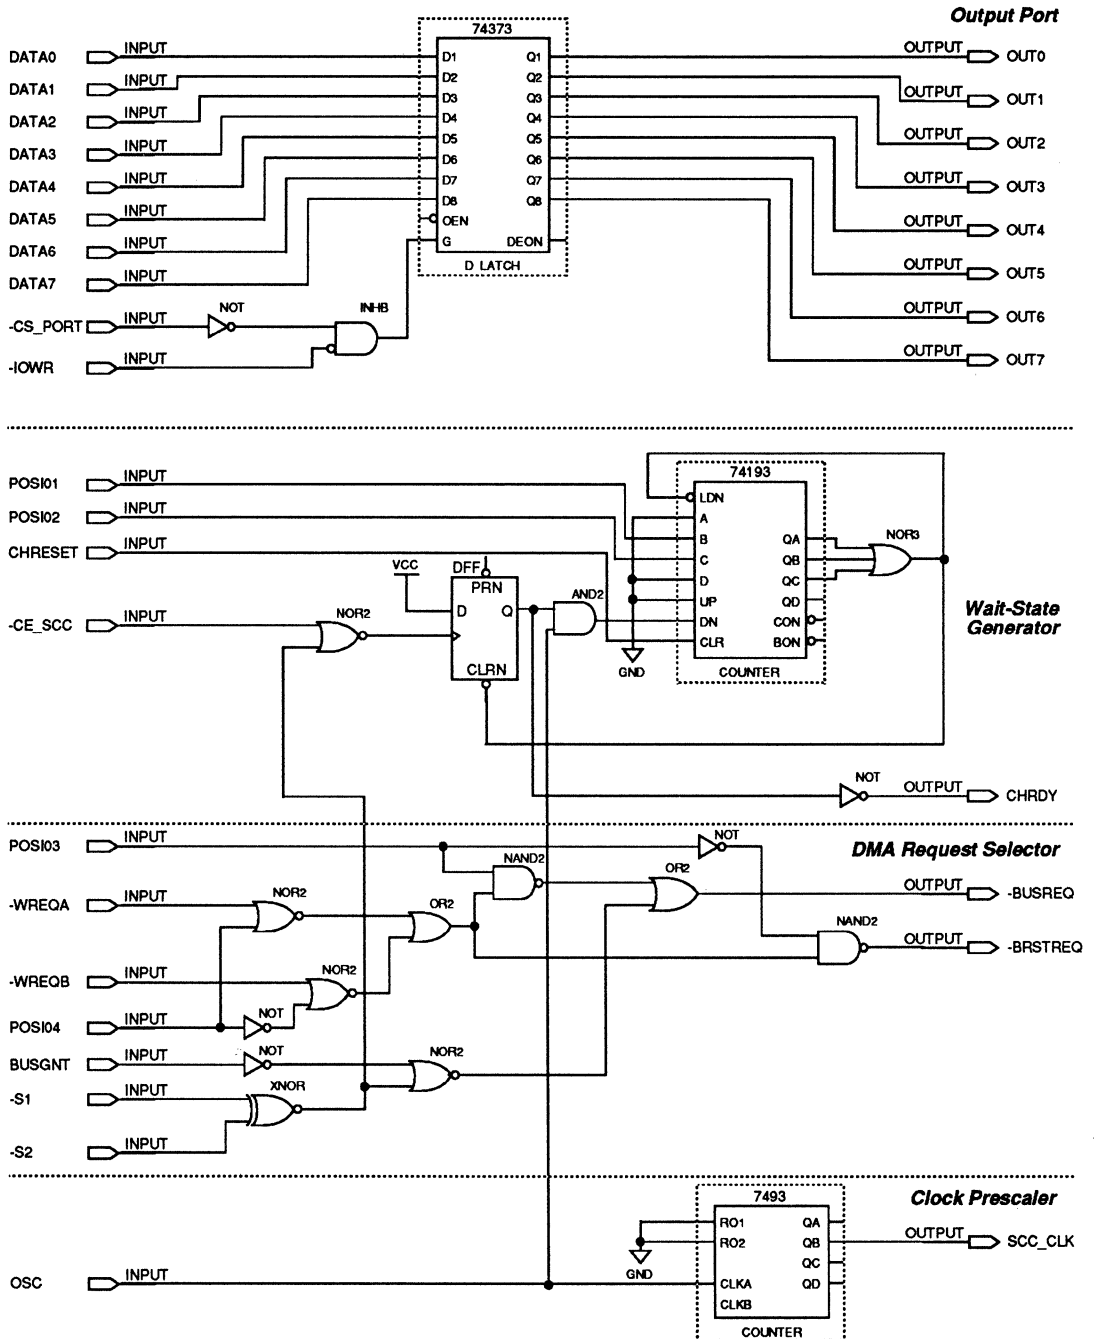 Output Port
74373
DATA0 INPUT D1 Q1 OUTPUT OUT0
DATA1 INPUT D2 Q2 OUTPUT OUT1
DATA2 INPUT D3 Q3 OUTPUT OUT2
DATA3 INPUT D4 Q4 OUTPUT OUT3
DATA4 INPUT D5 Q5 OUTPUT OUT4
DATA5 INPUT D6 Q6 OUTPUT OUT5
DATA6 INPUT D7 Q7 OUTPUT OUT6
DATA7 INPUT D8 Q8 OUTPUT OUT7
OEN
G DEON
D LATCH
-CS_PORT INPUT NOT INHB
-IOWR INPUT
Wait-State
Generator
74193
POSI01 INPUT
POSI02 INPUT
CHRESET INPUT
-CE_SCC INPUT
LDN
A
B QA
C QB
D QC
UP QD
DN CON
CLR BON
COUNTER
NOR3
VCC
DFF
PRN
D Q
CLRN
NOR2
AND2
GND
NOT OUTPUT CHRDY
DMA Request Selector
POSI03 INPUT NOT
NAND2
OR2
OUTPUT -BUSREQ
-WREQA INPUT NOR2 OR2
NAND2
OUTPUT -BRSTREQ
-WREQB INPUT NOR2
POSI04 INPUT NOT
BUSGNT INPUT NOT NOR2
-S1 INPUT XNOR
-S2 INPUT
Clock Prescaler
7493
RO1 QA
RO2 QB OUTPUT SCC_CLK
QC
GND
OSC INPUT CLKA QD
CLKB
COUNTER